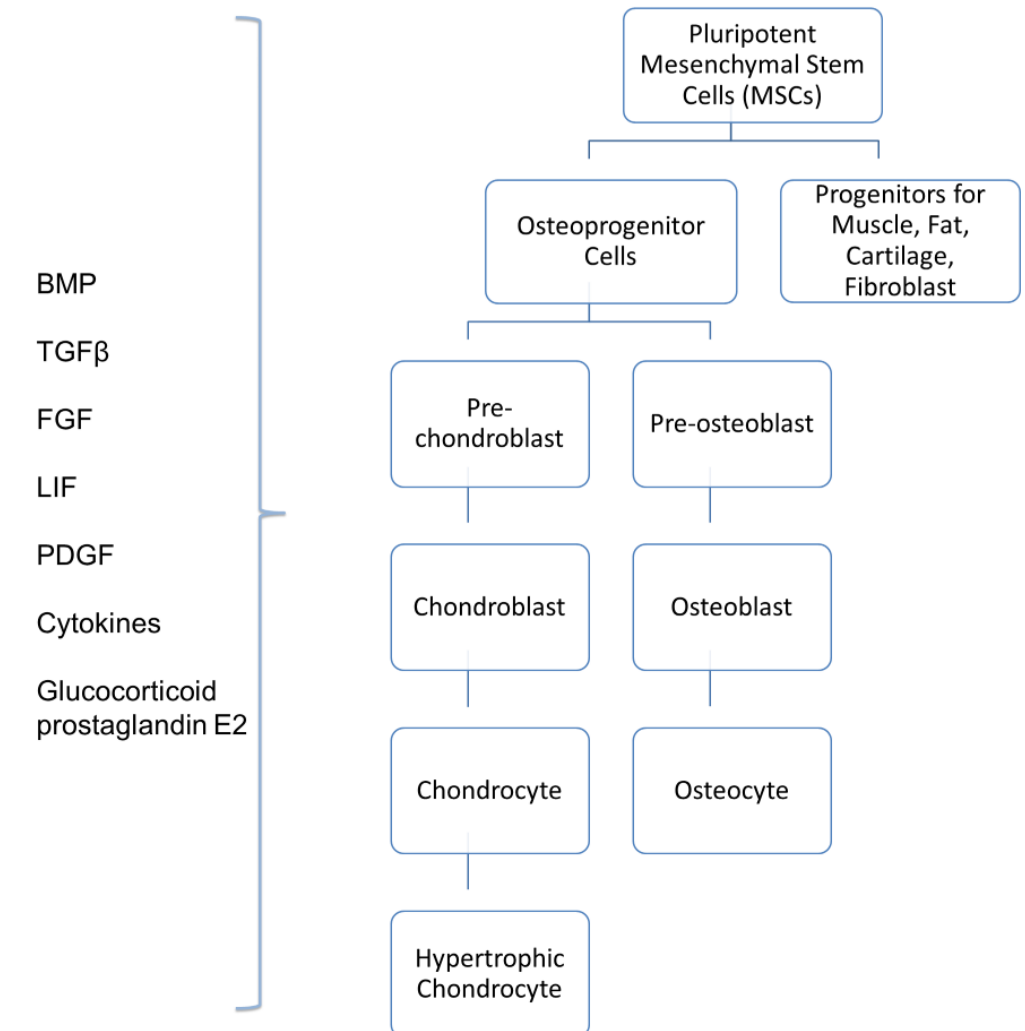 Pluripotent
Mesenchymal Stem
Cells (MSCs)
Osteoprogenitor
Cells
Progenitors for
Muscle, Fat,
Cartilage,
Fibroblast
BMP
TGFβ
FGF
LIF
PDGF
Cytokines
Glucocorticoid
prostaglandin E2
Pre-
chondroblast
Pre-osteoblast
Chondroblast
Osteoblast
Chondrocyte
Osteocyte
Hypertrophic
Chondrocyte